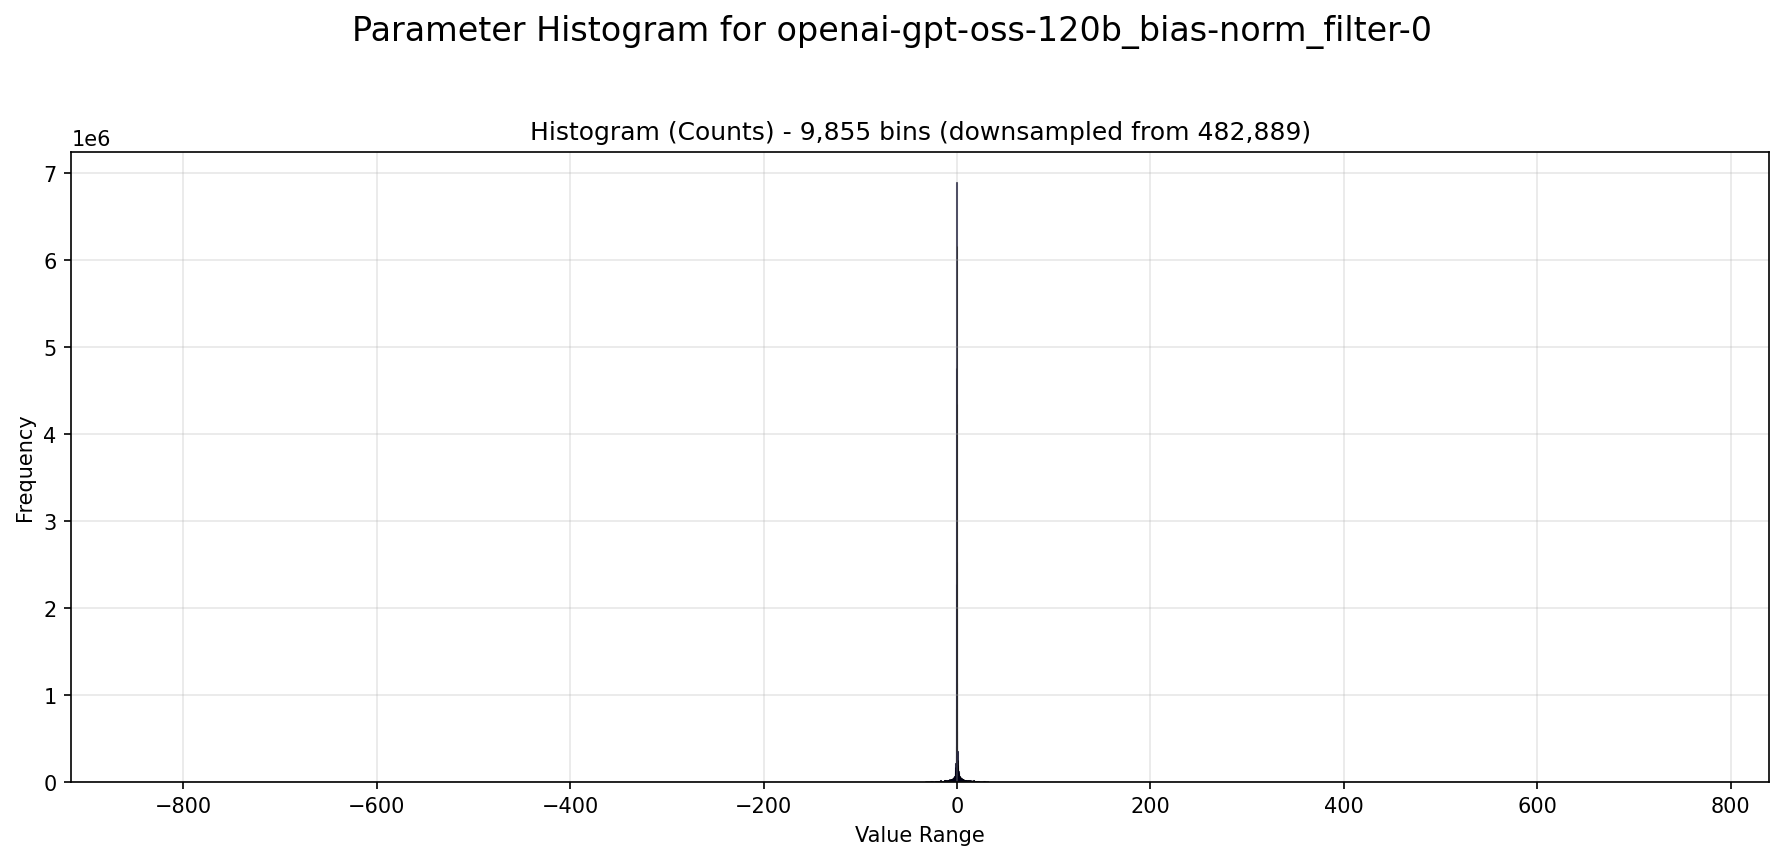 Parameter Histogram for openai-gpt-oss-120b_bias-norm_filter-0
Histogram (Counts) - 9,855 bins (downsampled from 482,889)
1e6
7
6
5
4
3
2
1
0
Frequency
−800 −600 −400 −200 0 200 400 600 800
Value Range